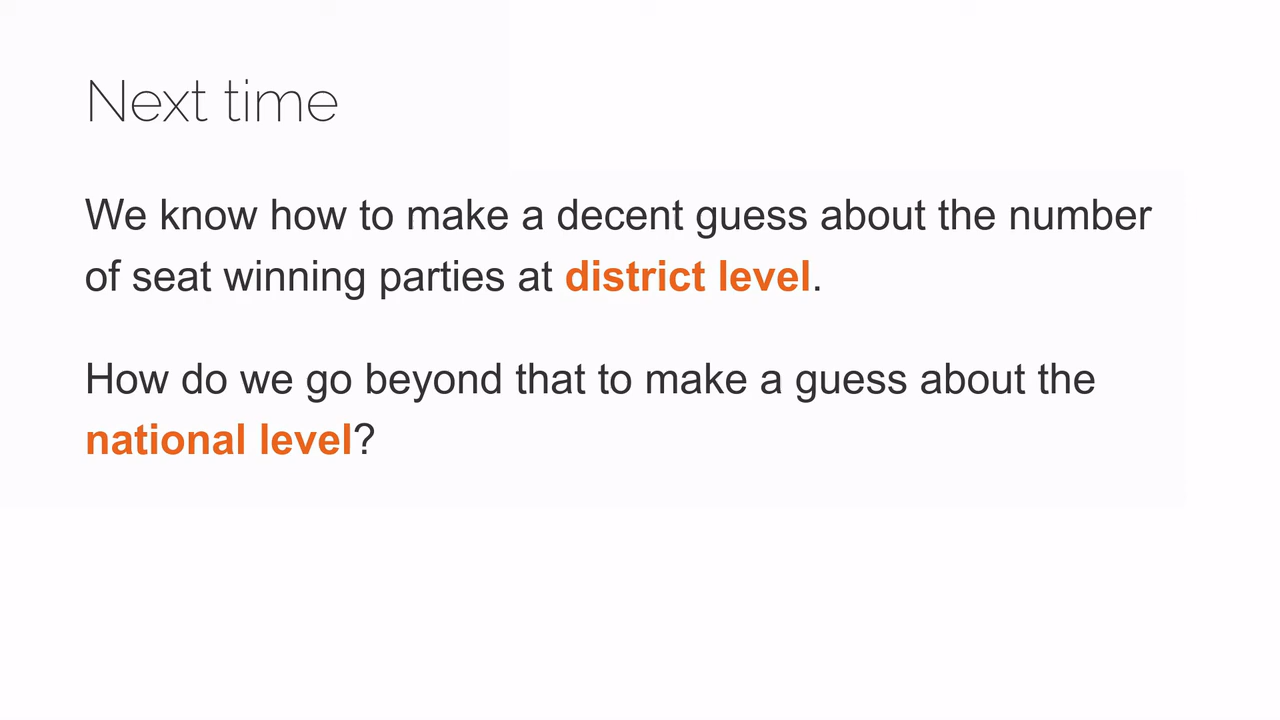 Next time
We know how to make a decent guess about the number
of seat winning parties at district level.
How do we go beyond that to make a guess about the
national level?